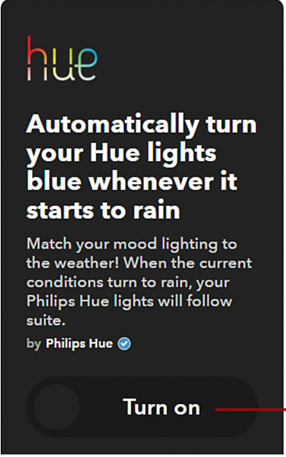 hue
Automatically turn
your Hue lights
blue whenever it
starts to rain
Match your mood lighting to
the weather! When the current
conditions turn to rain, your
Philips Hue lights will follow
suite.
by Philips Hue
Turn on